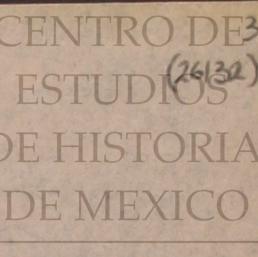 CENTRO DE 3
(26132)
ESTUDIOS
DE HISTORIA
DE MEXICO